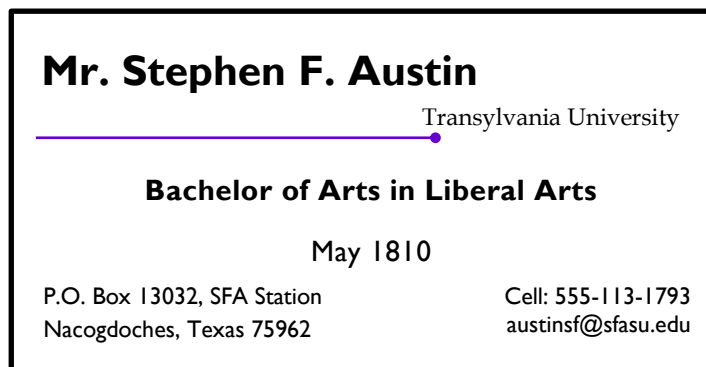 Mr. Stephen F. Austin
Transylvania University
Bachelor of Arts in Liberal Arts
May 1810
P.O. Box 13032, SFA Station
Nacogdoches, Texas 75962
Cell: 555-113-1793
austinsf@sfasu.edu